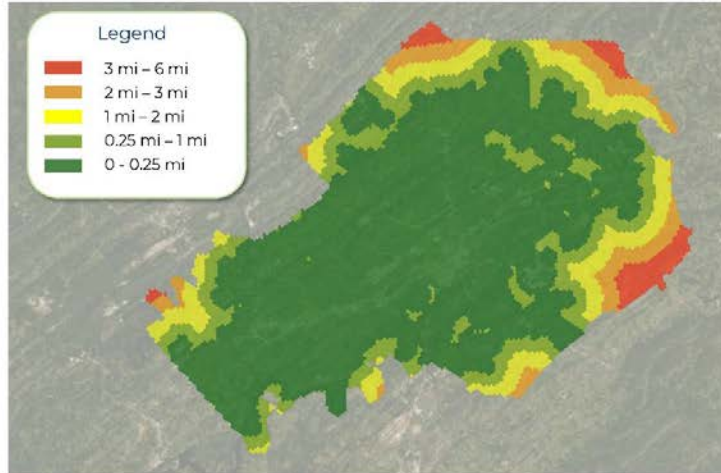 Legend
3 mi – 6 mi
2 mi – 3 mi
1 mi – 2 mi
0.25 mi – 1 mi
0 - 0.25 mi